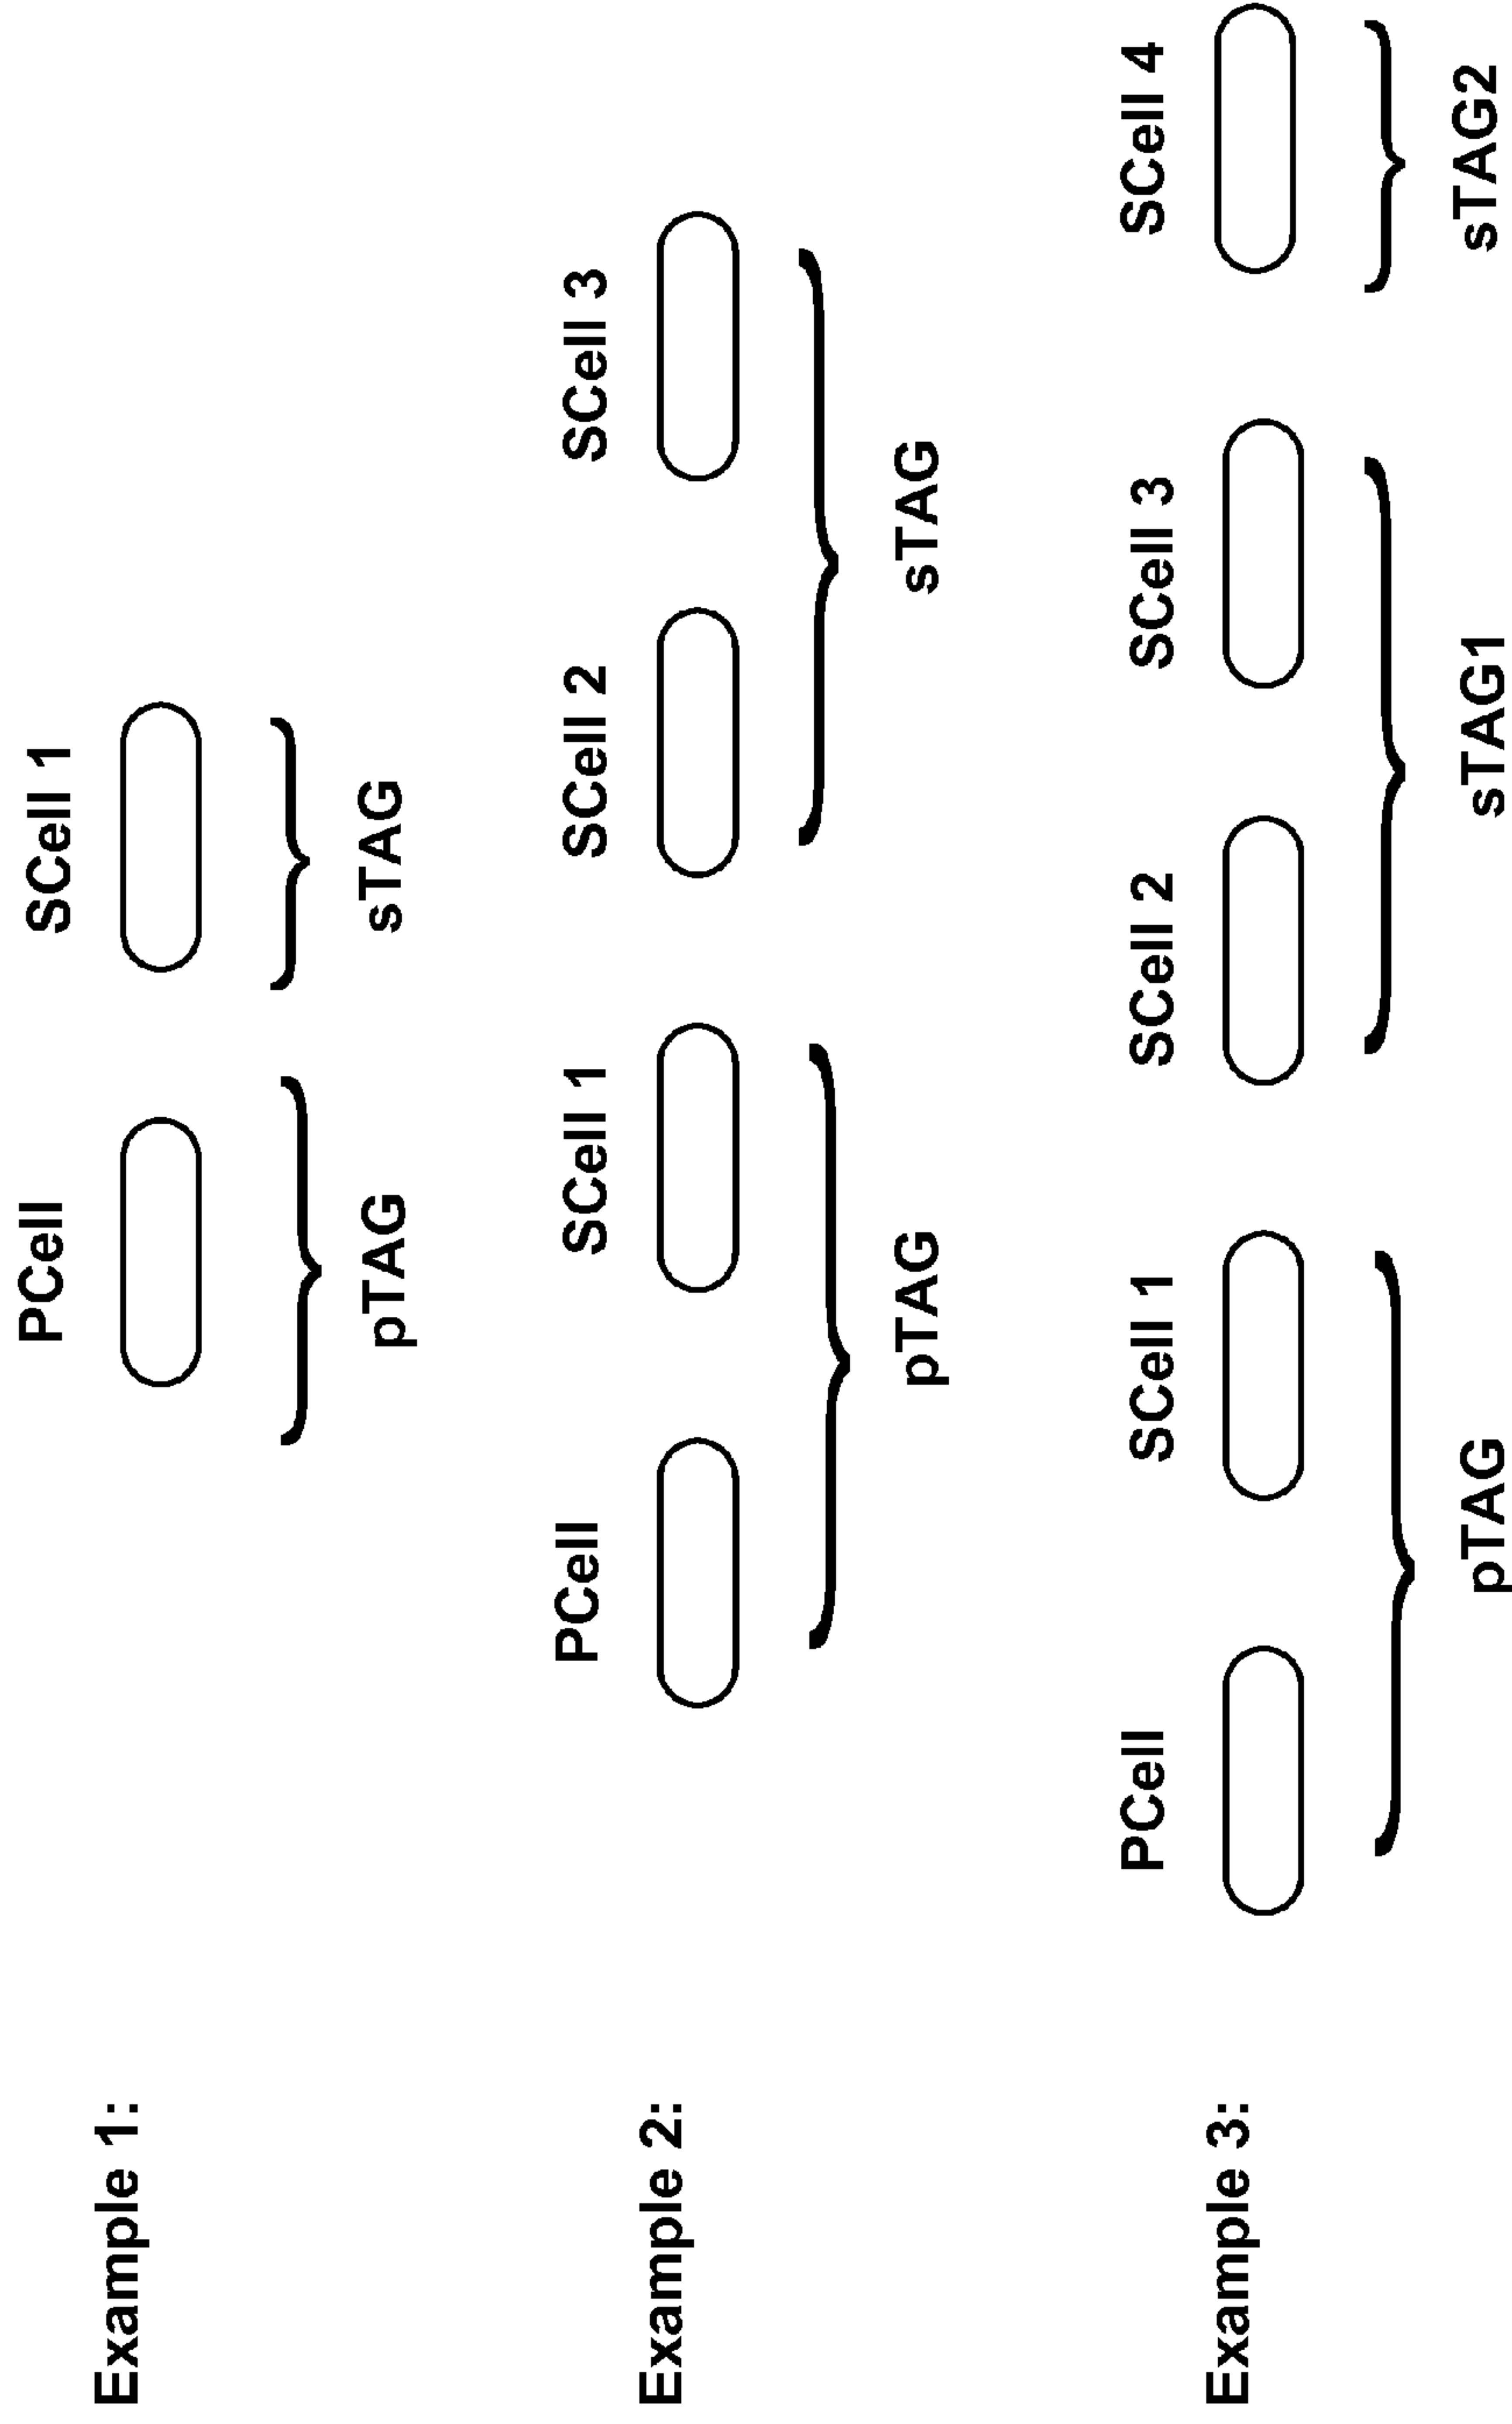 Example 1:
PCell SCell 1
pTAG sTAG
Example 2:
PCell SCell 1 SCell 2 SCell 3
pTAG sTAG
Example 3:
PCell SCell 1 SCell 2 SCell 3 SCell 4
pTAG sTAG1 sTAG2